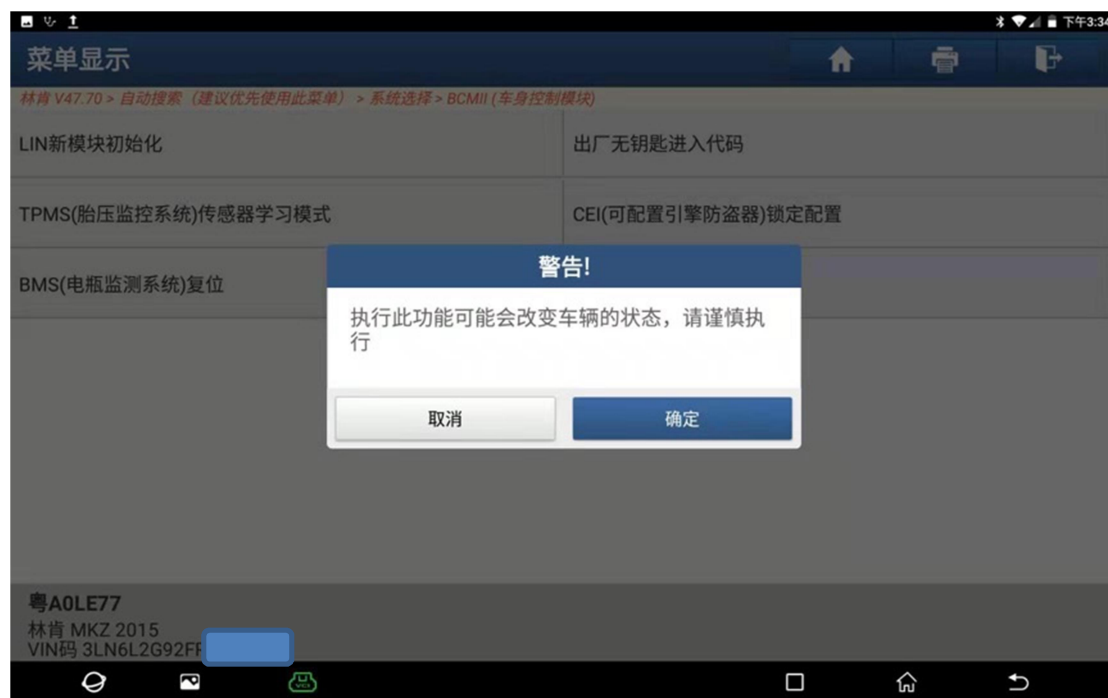 下午3:34
菜单显示
林肯 V47.70 > 自动搜索（建议优先使用此菜单）> 系统选择 > BCMII (车身控制模块)
LIN新模块初始化
出厂无钥匙进入代码
TPMS(胎压监控系统)传感器学习模式
CEI(可配置引擎防盗器)锁定配置
BMS(电瓶监测系统)复位
警告!
执行此功能可能会改变车辆的状态，请谨慎执
行
取消
确定
粤A0LE77
林肯 MKZ 2015
VIN码 3LN6L2G92F
VCI